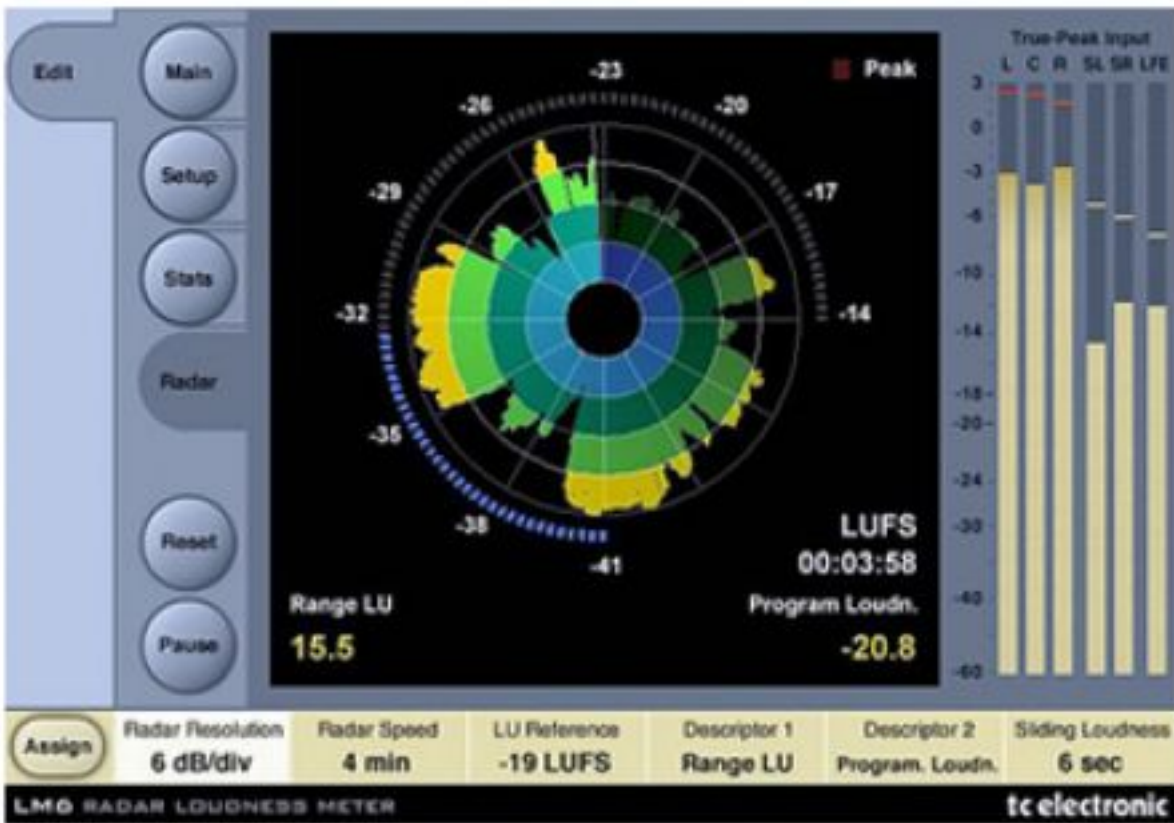 Edit
Main
Setup
Stats
Radar
Reset
Pause
Peak
-23
-26
-20
-29
-17
-32
-14
-35
-38
-41
LUFS
00:03:58
Range LU
Program Loudn.
15.5
-20.8
True-Peak Input
L C R SL SR LFE
3
0
-3
-6
-10
-14
-18
-20
-24
-30
-40
-60
Assign
Radar Resolution
6 dB/div
Radar Speed
4 min
LU Reference
-19 LUFS
Descriptor 1
Range LU
Descriptor 2
Program. Loudn.
Sliding Loudness
6 sec
LM6 RADAR LOUDNESS METER
tc electronic